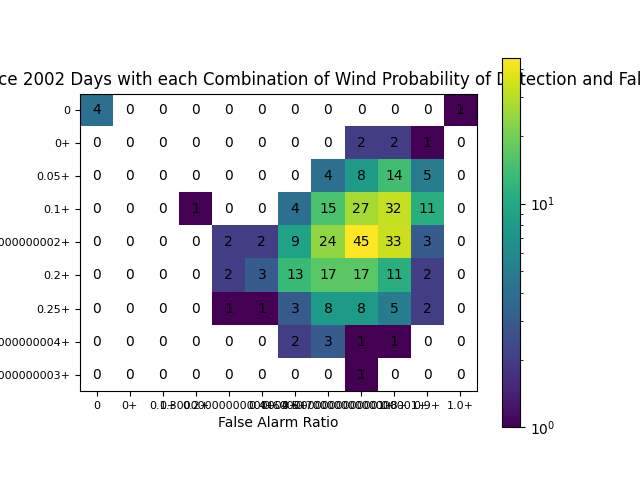 ce 2002 Days with each Combination of Wind Probability of Detection and Fal
0 4 0 0 0 0 0 0 0 0 0 0 1
0+ 0 0 0 0 0 0 0 0 2 2 1 0
0.05+ 0 0 0 0 0 0 0 4 8 14 5 0
0.1+ 0 0 0 1 0 0 4 15 27 32 11 0
000000002+ 0 0 0 0 2 2 9 24 45 33 3 0
0.2+ 0 0 0 0 2 3 13 17 17 11 2 0
0.25+ 0 0 0 0 1 1 3 8 8 5 2 0
000000004+ 0 0 0 0 0 0 2 3 1 1 0 0
000000003+ 0 0 0 0 0 0 0 0 1 0 0 0
0 0+ 1.0+
False Alarm Ratio
10^1
10^0